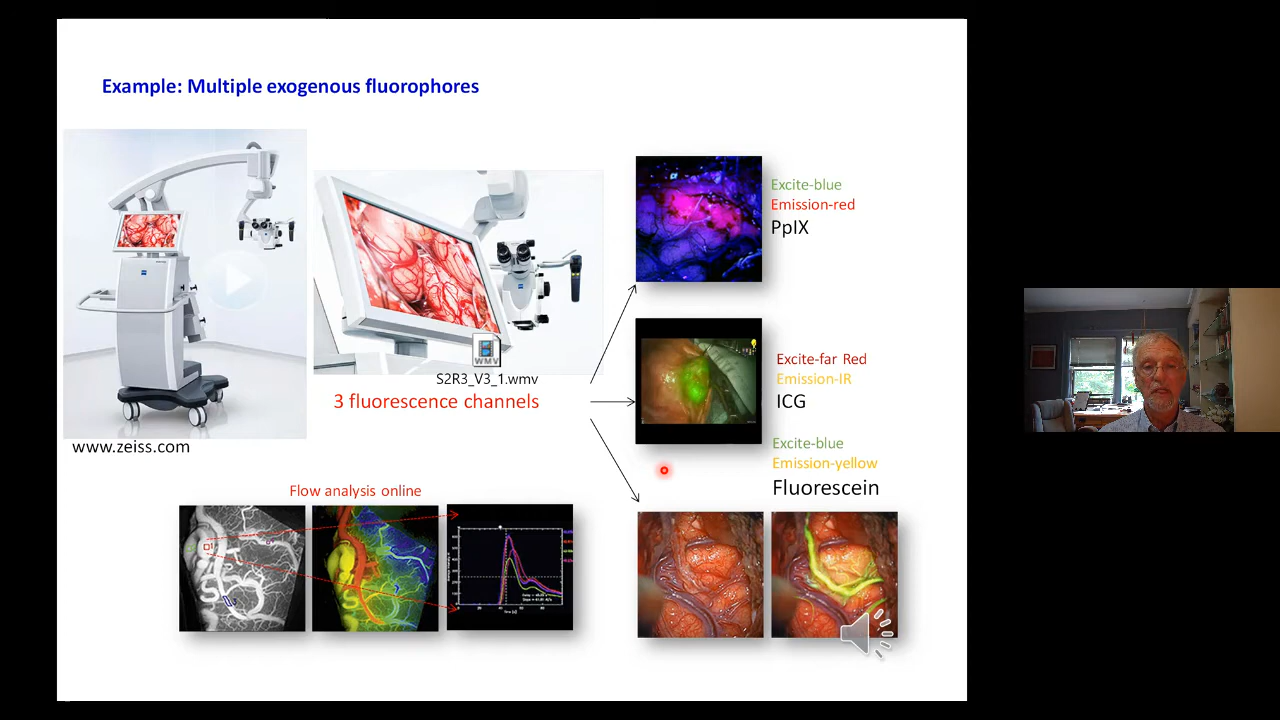 Example: Multiple exogenous fluorophores
Excite-blue
Emission-red
PpIX
WMV
S2R3_V3_1.wmv
3 fluorescence channels
Excite-far Red
Emission-IR
ICG
www.zeiss.com
Excite-blue
Emission-yellow
Fluorescein
Flow analysis online